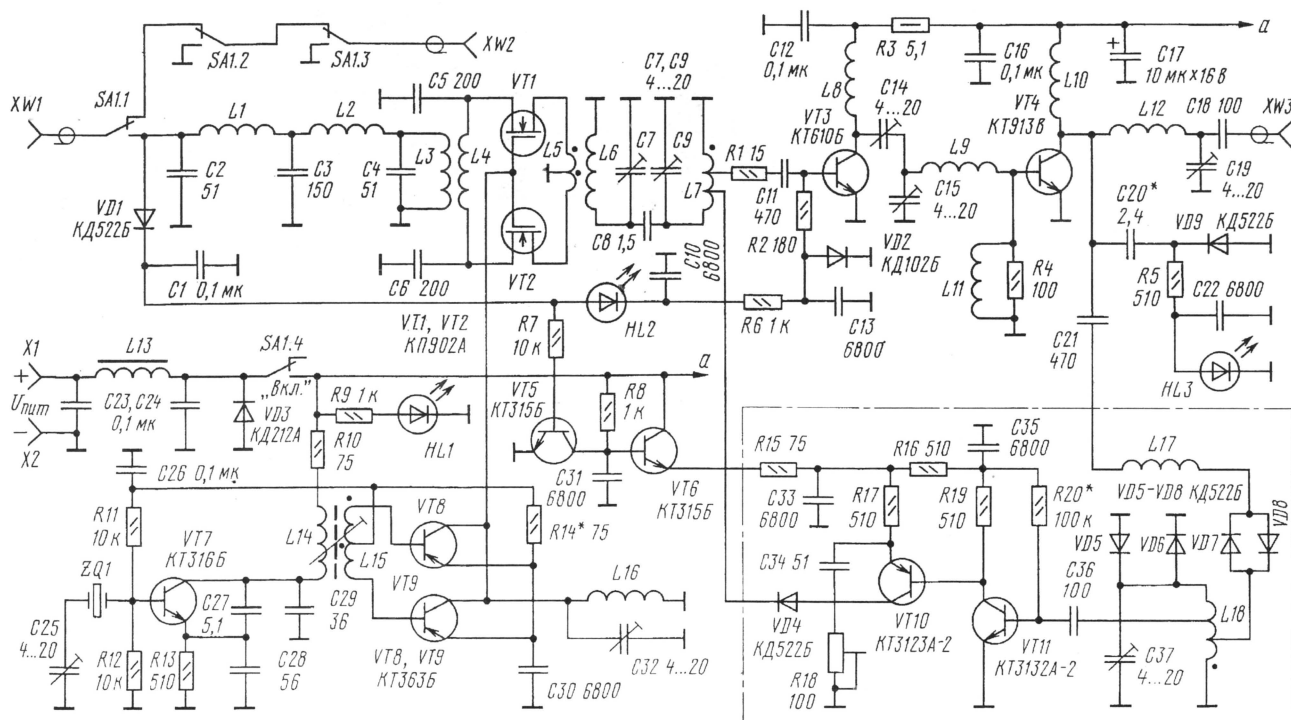 SA1.2
SA1.3
XW2
C12
0,1 мк
R3 5,1
C16
0,1 мк
C17
10 мк×16 В
a
XW1
SA1.1
L1
L2
C5 200
VT1
C7, C9
4...20
L8
C14
4...20
L10
VT4
КТ913В
L12
C18 100
XW3
VT3
КТ610Б
C2
51
C3
150
C4
51
L3
L4
L5
L6
C7
C9
L7
R1 15
C11
470
L9
C15
4...20
C19
4...20
C20*
2,4
VD9
КД522Б
VD1
КД522Б
C1 0,1 мк
C6 200
VT2
C8 1,5
C10
6800
R2 180
VD2
КД102Б
L11
R4
100
R5
510
C22 6800
VT1, VT2
КП902А
R7
10 к
HL2
R6 1 к
C13
6800
C21
470
HL3
X1
+
Uпит
−
X2
L13
SA1.4
„Вкл."
C23, C24
0,1 мк
VD3
КД212А
R9 1 к
HL1
R10
75
VT5
КТ315Б
R8
1 к
a
C31
6800
VT6
КТ315Б
R15 75
R16 510
C35
6800
C33
6800
R17
510
R19
510
R20*
100 к
L17
VD5-VD8 КД522Б
VD5
VD6
VD7
VD8
C26 0,1 мк
R11
10 к
VT7
КТ316Б
L14
L15
VT8
R14* 75
ZQ1
C27
5,1
C29
36
VT9
L16
C34 51
VD4
КД522Б
VT10
КТ3123А-2
C36
100
VT11
КТ3132А-2
L18
C25
4...20
R12
10 к
R13
510
C28
56
VT8, VT9
КТ363Б
C32 4...20
C30 6800
R18
100
C37
4...20